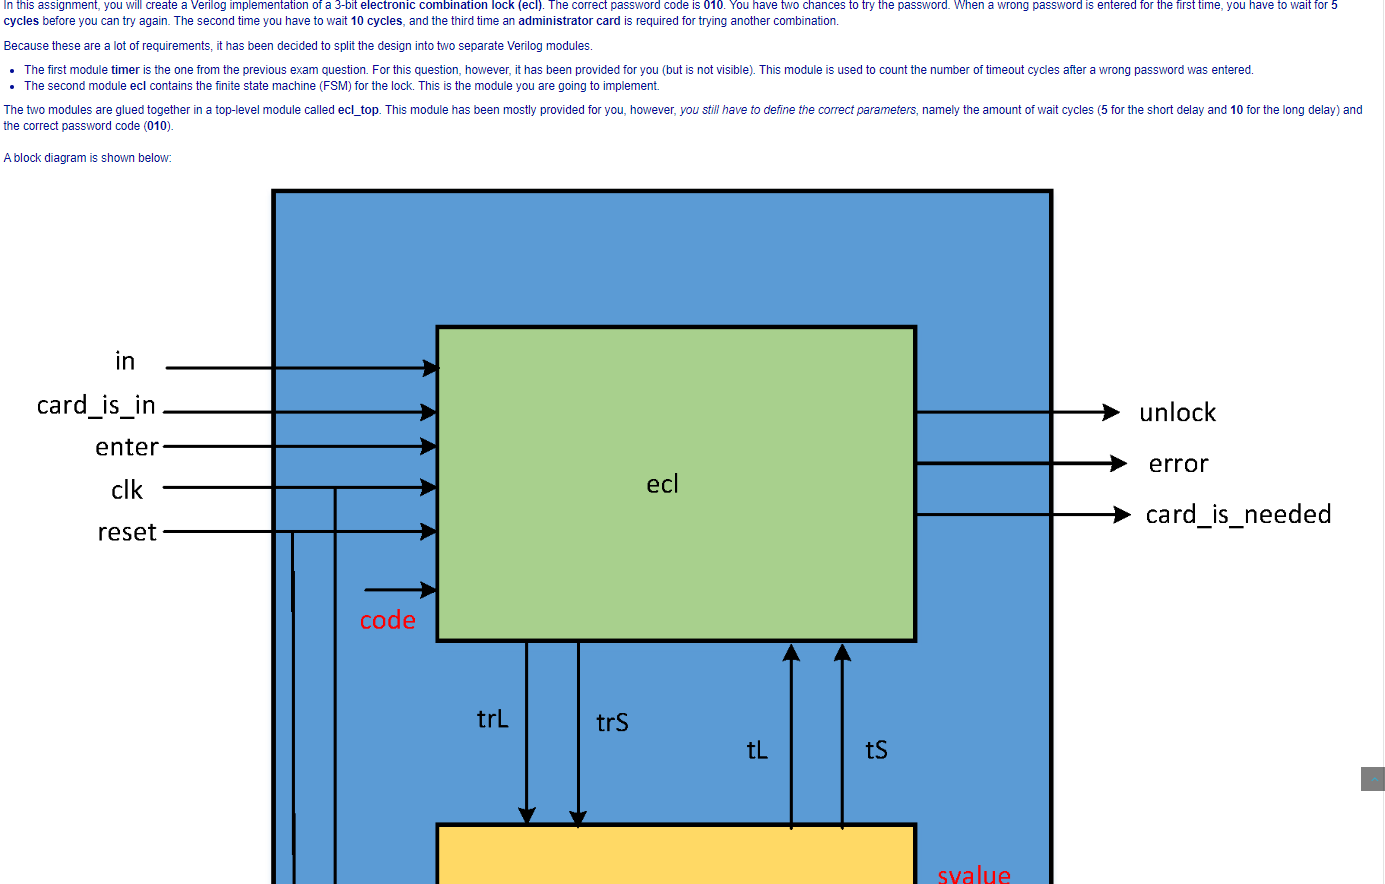 In this assignment, you will create a Verilog implementation of a 3-bit electronic combination lock (ecl). The correct password code is 010. You have two chances to try the password. When a wrong password is entered for the first time, you have to wait for 5
cycles before you can try again. The second time you have to wait 10 cycles, and the third time an administrator card is required for trying another combination.
Because these are a lot of requirements, it has been decided to split the design into two separate Verilog modules.
• The first module timer is the one from the previous exam question. For this question, however, it has been provided for you (but is not visible). This module is used to count the number of timeout cycles after a wrong password was entered.
• The second module ecl contains the finite state machine (FSM) for the lock. This is the module you are going to implement.
The two modules are glued together in a top-level module called ecl_top. This module has been mostly provided for you, however, you still have to define the correct parameters, namely the amount of wait cycles (5 for the short delay and 10 for the long delay) and
the correct password code (010).
A block diagram is shown below:
in
card_is_in
unlock
enter
error
ecl
clk
card_is_needed
reset
code
trL
trS
tL
tS
svalue